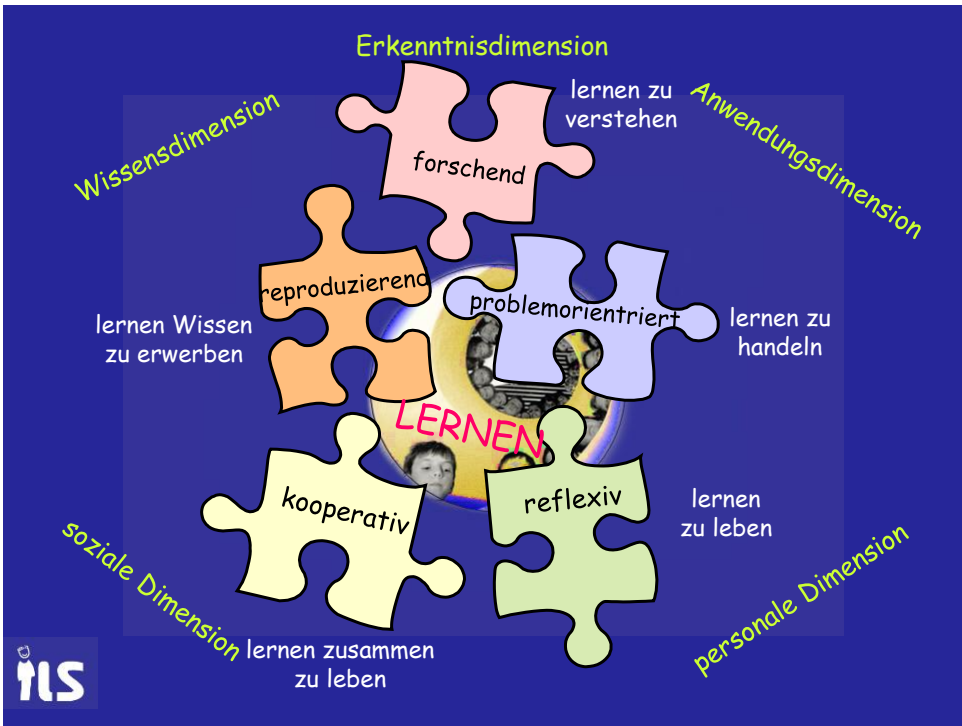 Erkenntnisdimension
Wissensdimension
Anwendungsdimension
lernen zu
verstehen
forschend
reproduzierend
problemorientriert
lernen Wissen
zu erwerben
lernen zu
handeln
LERNEN
kooperativ
reflexiv
lernen
zu leben
soziale Dimension
personale Dimension
lernen zusammen
zu leben
ILS